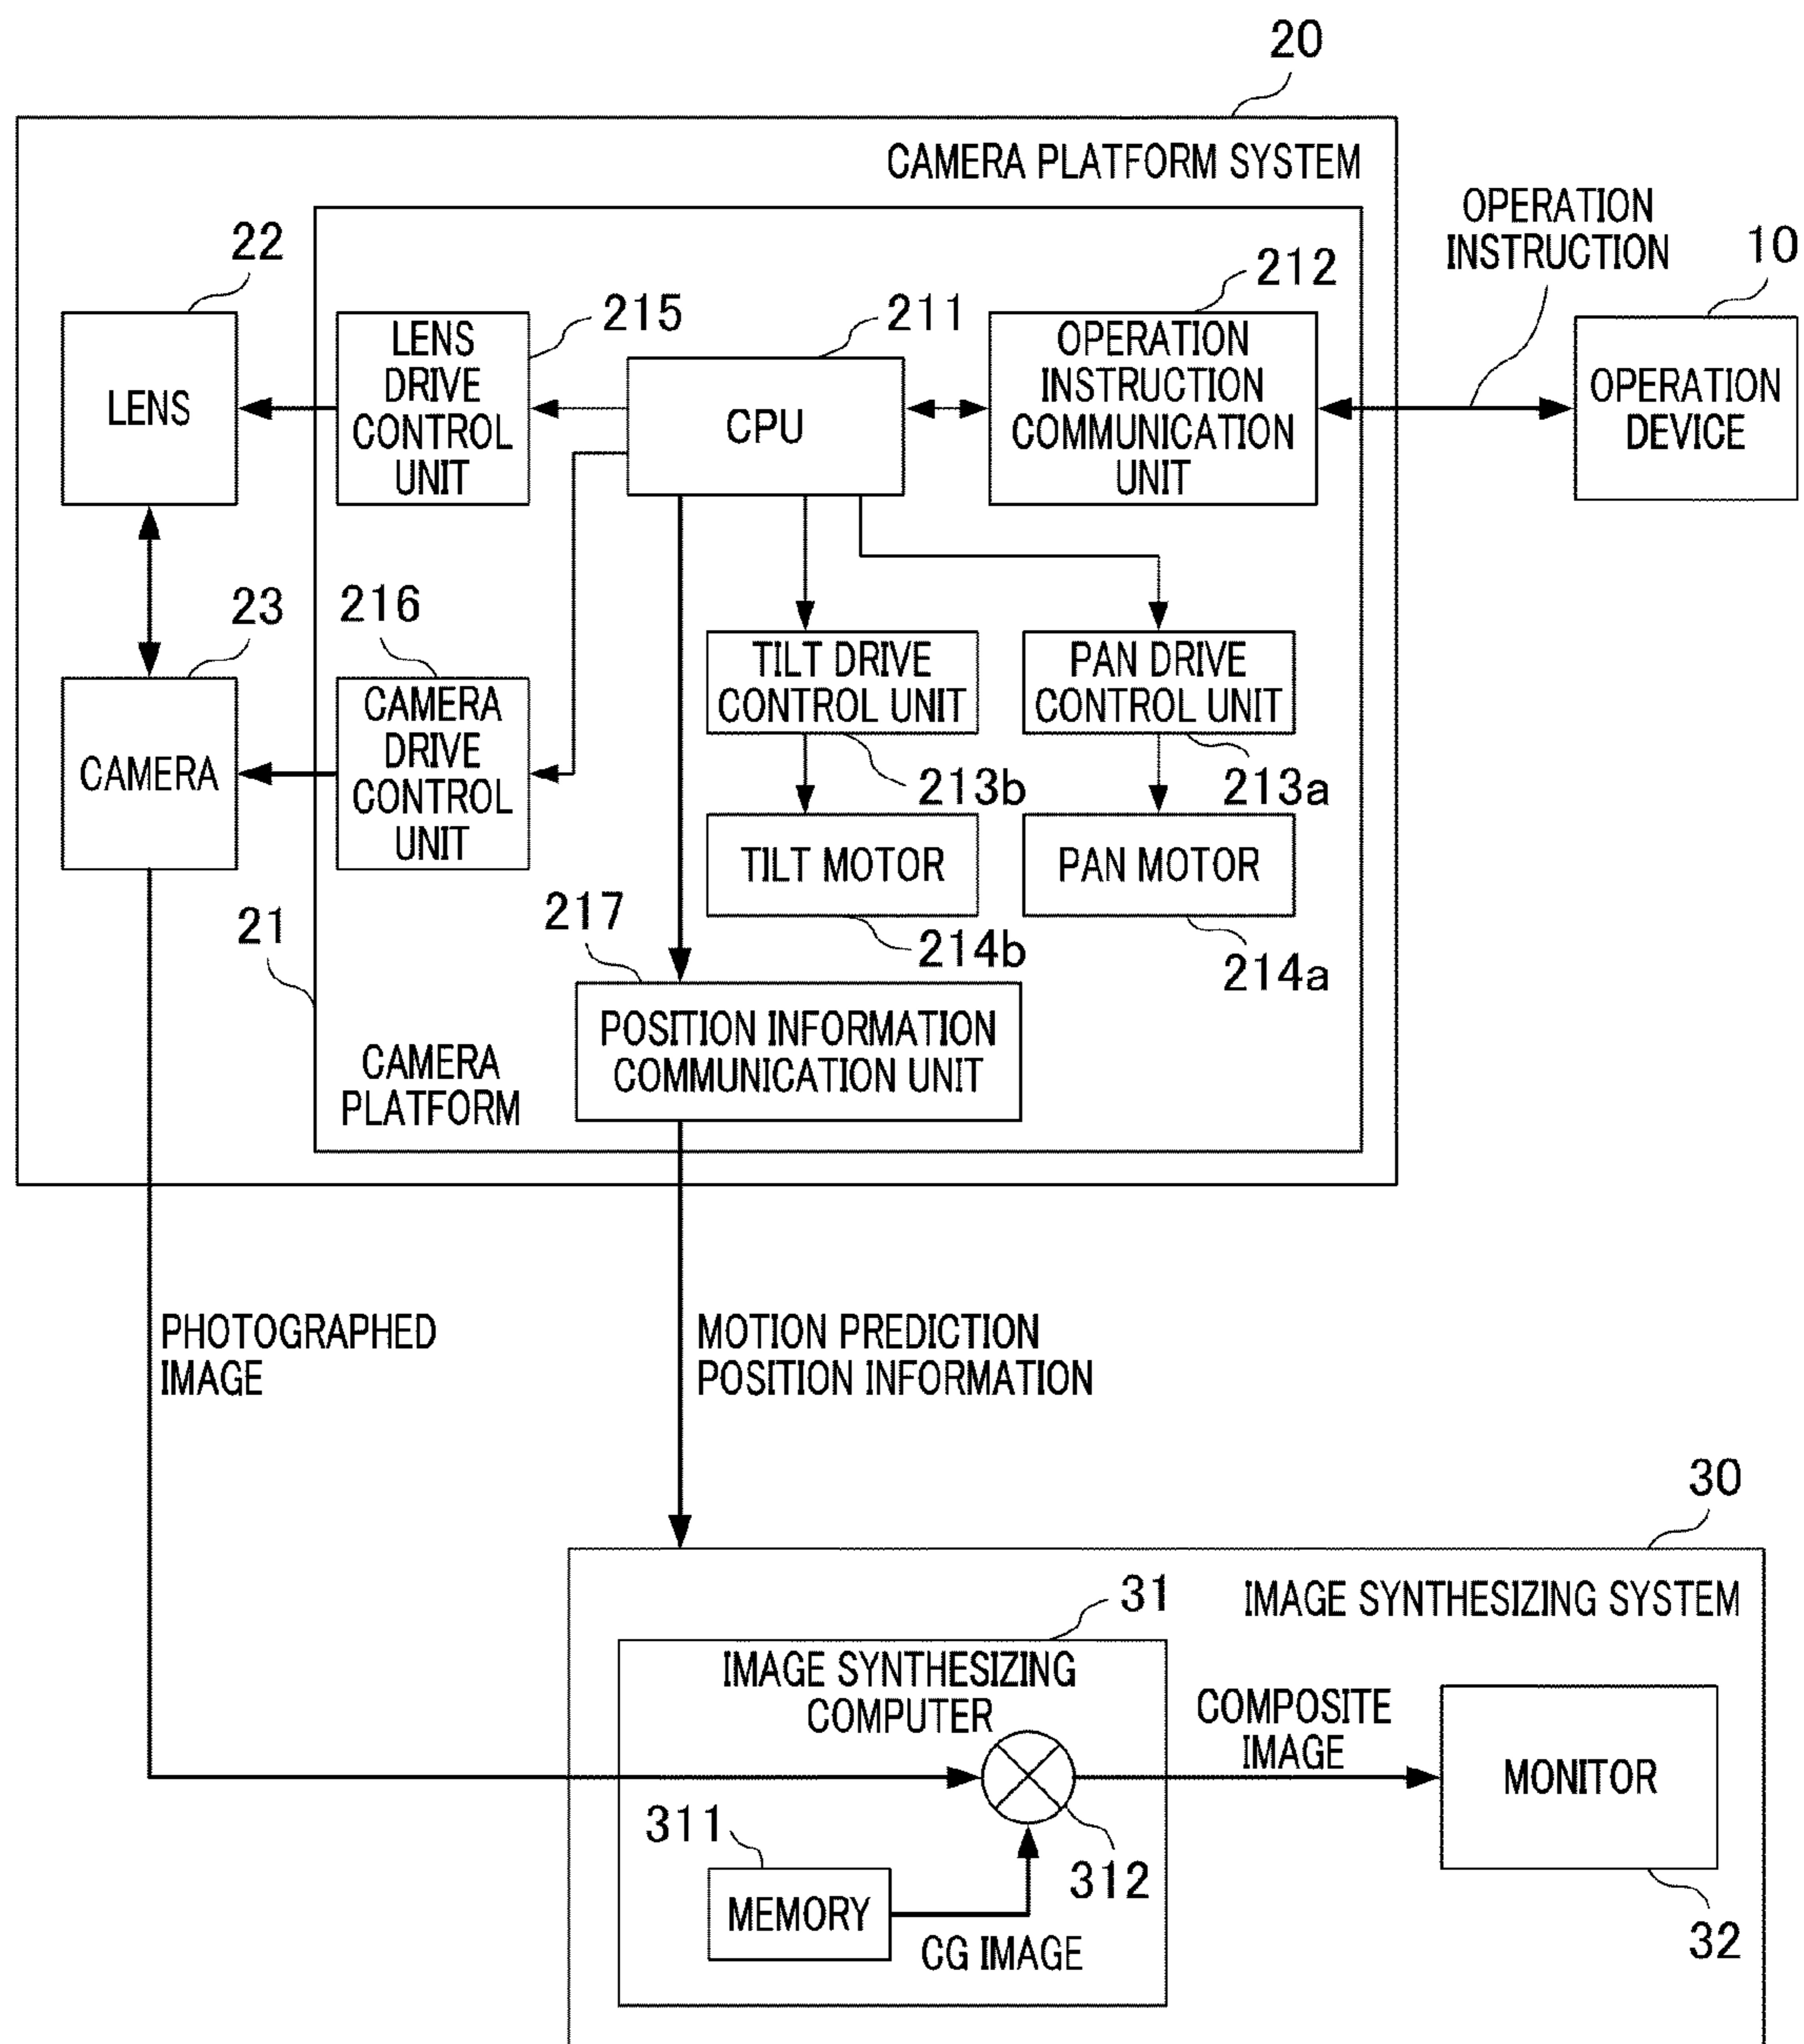 20
CAMERA PLATFORM SYSTEM
OPERATION
INSTRUCTION
10
22
212
215
211
LENS
LENS
DRIVE
CONTROL
UNIT
CPU
OPERATION
INSTRUCTION
COMMUNICATION
UNIT
OPERATION
DEVICE
23
216
CAMERA
CAMERA
DRIVE
CONTROL
UNIT
TILT DRIVE
CONTROL UNIT
PAN DRIVE
CONTROL UNIT
213b
213a
TILT MOTOR
PAN MOTOR
21
217
214b
214a
POSITION INFORMATION
COMMUNICATION UNIT
CAMERA
PLATFORM
PHOTOGRAPHED
IMAGE
MOTION PREDICTION
POSITION INFORMATION
30
IMAGE SYNTHESIZING SYSTEM
31
IMAGE SYNTHESIZING
COMPUTER
COMPOSITE
IMAGE
MONITOR
311
312
MEMORY
CG IMAGE
32